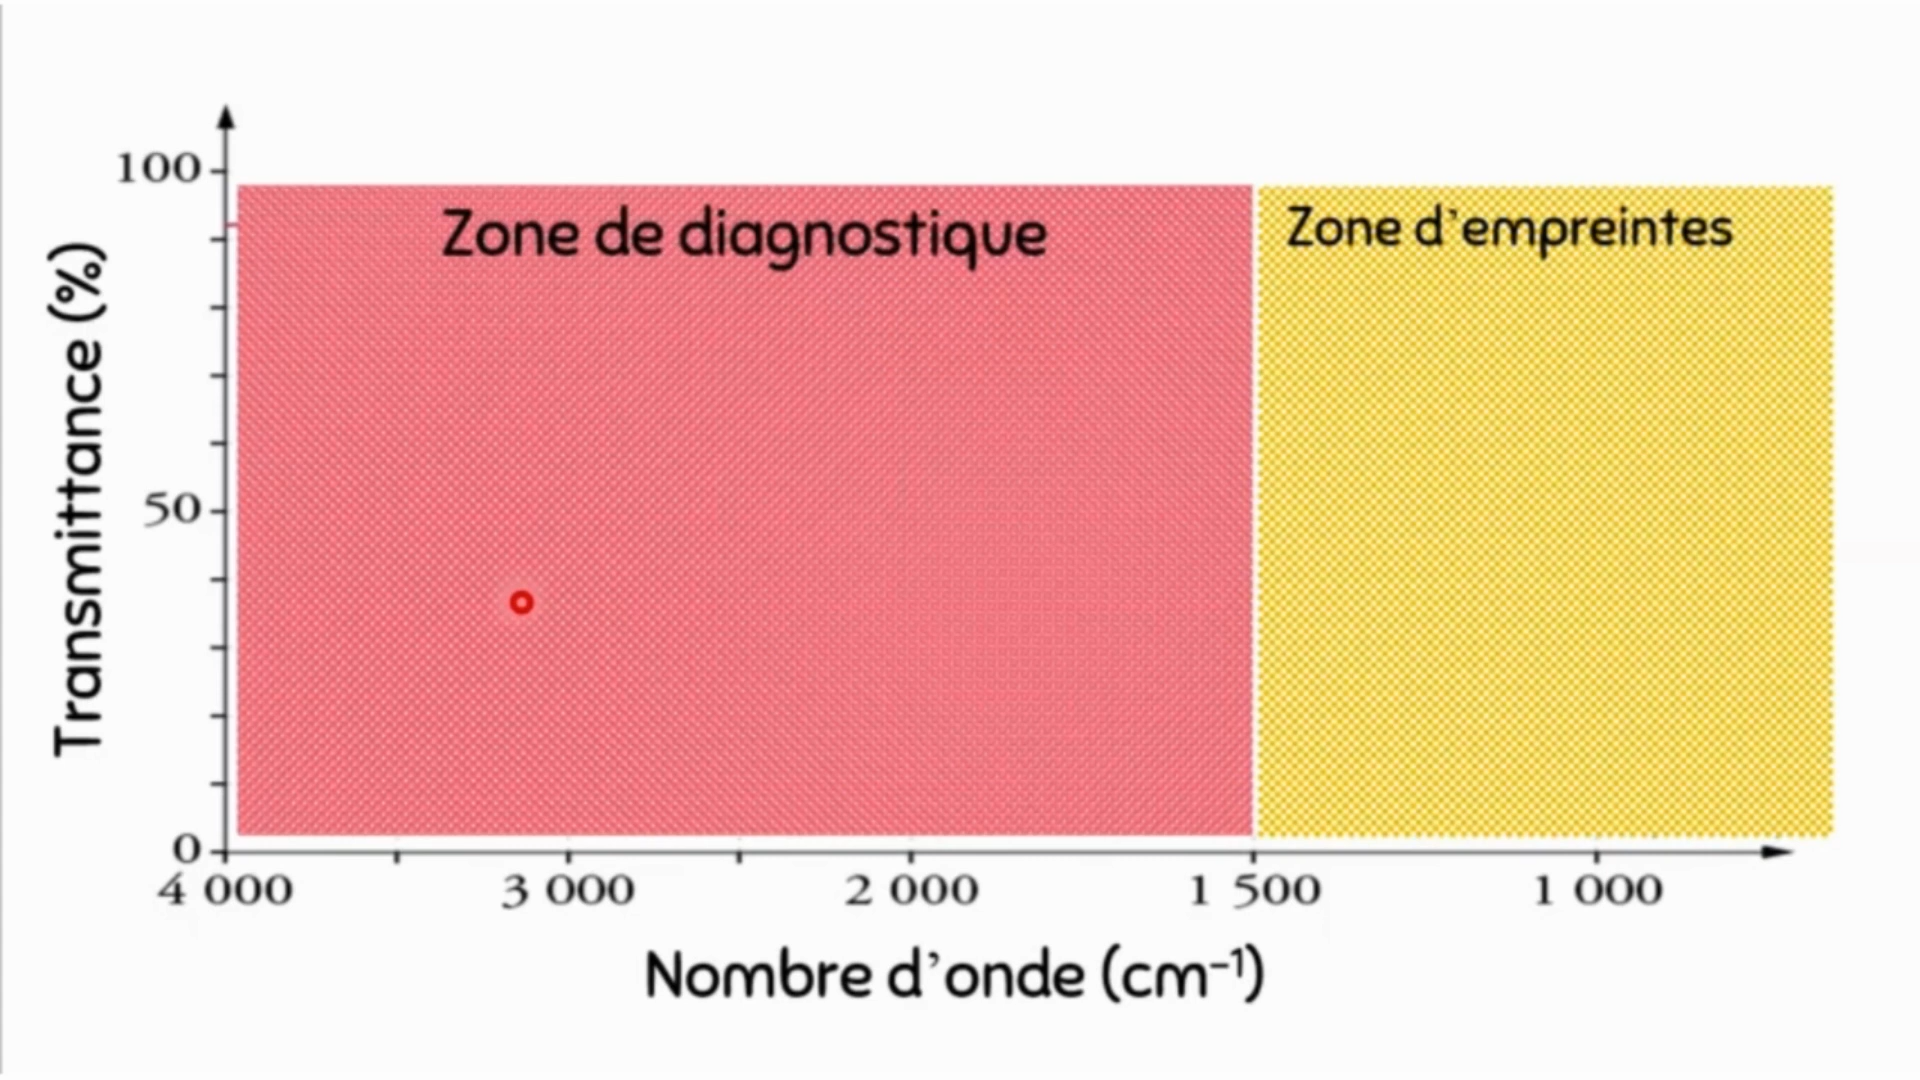 100
Zone de diagnostique
Zone d'empreintes
Transmittance (%)
50
0
4 000
3 000
2 000
1 500
1 000
Nombre d'onde (cm⁻¹)